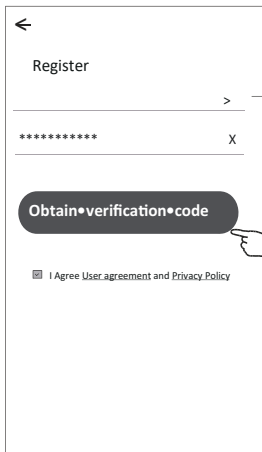 Register
>
*********** X
Obtain•verification•code
I Agree User agreement and Privacy Policy